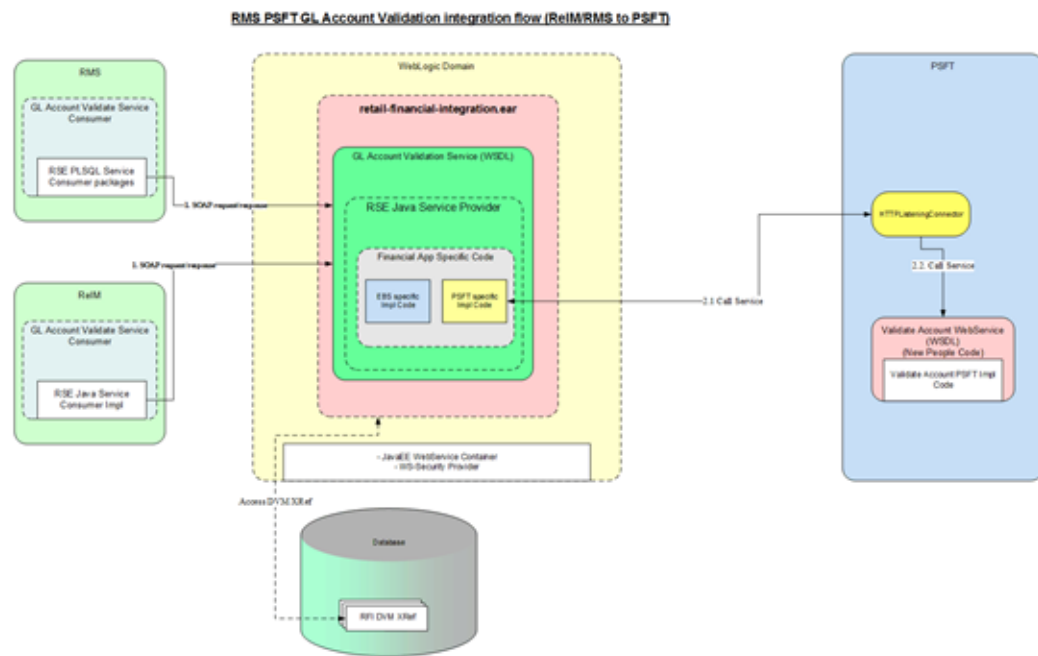 RMS PSFT GL Account Validation integration flow (ReIM/RMS to PSFT)
RMS
GL Account Validate Service
Consumer
RSE PLSQL Service
Consumer packages
1. SOAP request/response
ReIM
GL Account Validate Service
Consumer
RSE Java Service
Consumer Impl
1. SOAP request/response
WebLogic Domain
retail-financial-integration.ear
GL Account Validation Service (WSDL)
RSE Java Service Provider
Financial App Specific Code
EBS specific
Impl Code
PSFT specific
Impl Code
- JavaEE WebService Container
- WS-Security Provider
Access DVM XRef
Database
RFI DVM XRef
2.1 Call Service
PSFT
HTTPListeningConnector
2.2. Call Service
Validate Account WebService
(WSDL)
(New People Code)
Validate Account PSFT Impl
Code